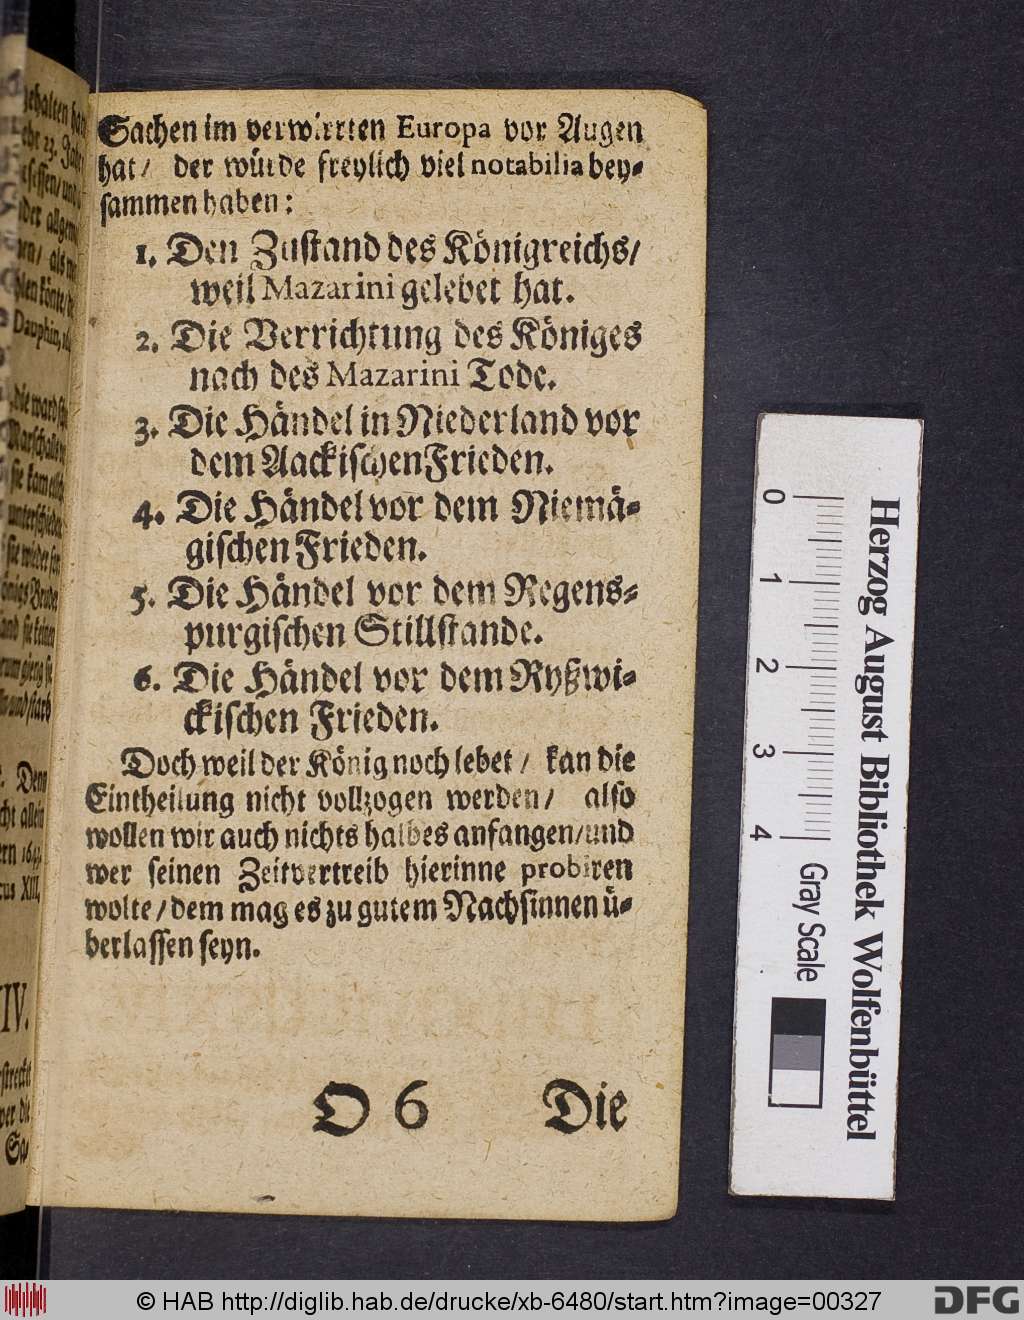 Sachen im verwirrten Europa vor Augen
hat / der würde freylich viel notabilia bey-
sammen haben:
1. Den Zustand des Königreichs /
weil Mazarini gelebet hat.
2. Die Verrichtung des Königes
nach des Mazarini Tode.
3. Die Händel in Niederland vor
dem Aackischen Frieden.
4. Die Händel vor dem Niemä-
gischen Frieden.
5. Die Händel vor dem Regens-
purgischen Stillstande.
6. Die Händel vor dem Ryßwi-
ckischen Frieden.
Doch weil der König noch lebet / kan die
Eintheilung nicht vollzogen werden / also
wollen wir auch nichts halbes anfangen / und
wer seinen Zeitvertreib hierinne probiren
wolte / dem mag es zu gutem Nachsinnen ü-
berlassen seyn.
O 6 Die
0 1 2 3 4
Gray Scale
Herzog August Bibliothek Wolfenbüttel
© HAB http://diglib.hab.de/drucke/xb-6480/start.htm?image=00327
DFG